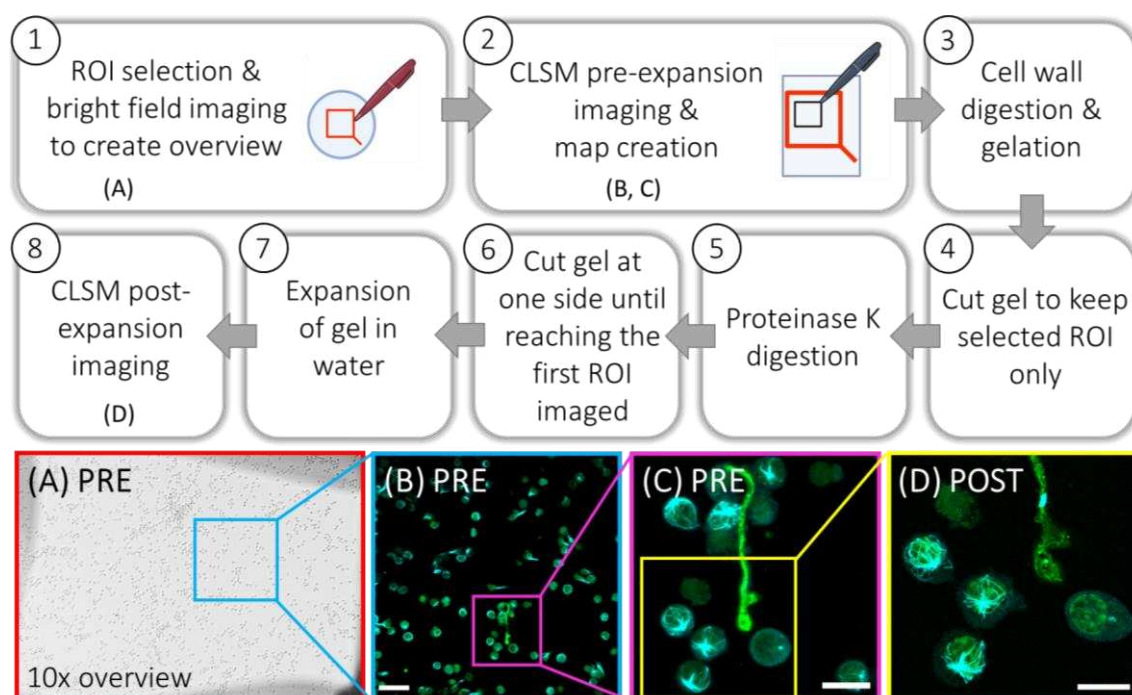 1
ROI selection &
bright field imaging
to create overview
(A)
2
CLSM pre-expansion
imaging &
map creation
(B, C)
3
Cell wall
digestion &
gelation
4
Cut gel to keep
selected ROI
only
5
Proteinase K
digestion
6
Cut gel at
one side until
reaching the
first ROI
imaged
7
Expansion
of gel in
water
8
CLSM post-
expansion
imaging
(D)
(A) PRE
10x overview
(B) PRE
(C) PRE
(D) POST